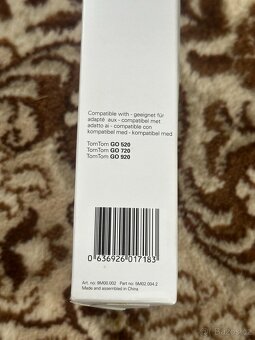 Compatible with - geeignet für
adapté aux - compatibel met
adatto ai - compatible con
kompatibel med - kompatibel med
TomTom GO 520
TomTom GO 720
TomTom GO 920
0 636926 017183
Art. no: 9M00.002 Part no: 9M02.004.2
Made and assembled in China